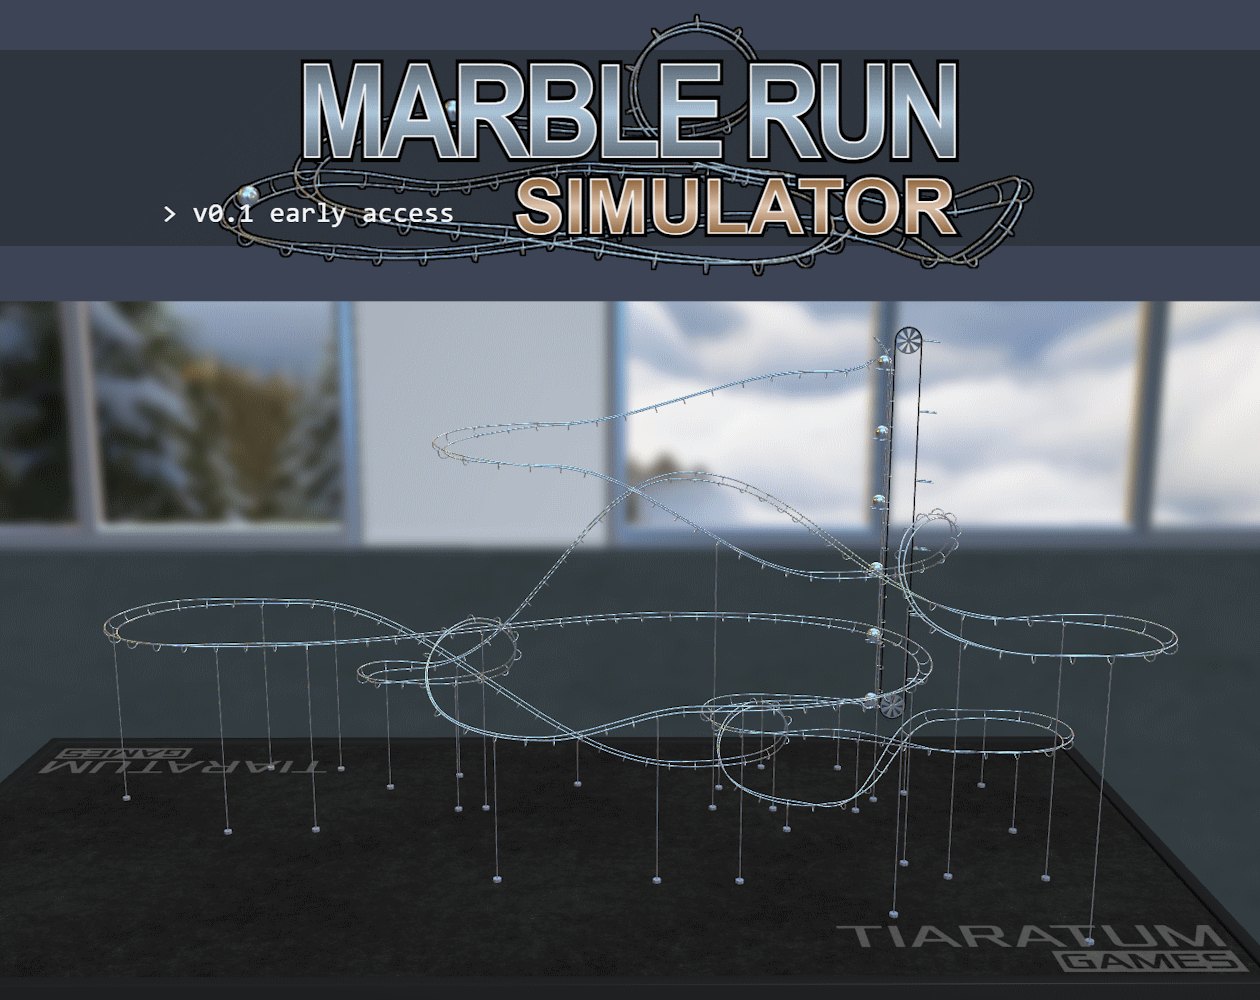 MARBLE RUN
SIMULATOR
> v0.1 early access
TIARATUM
GAMES
TIARATUM
GAMES